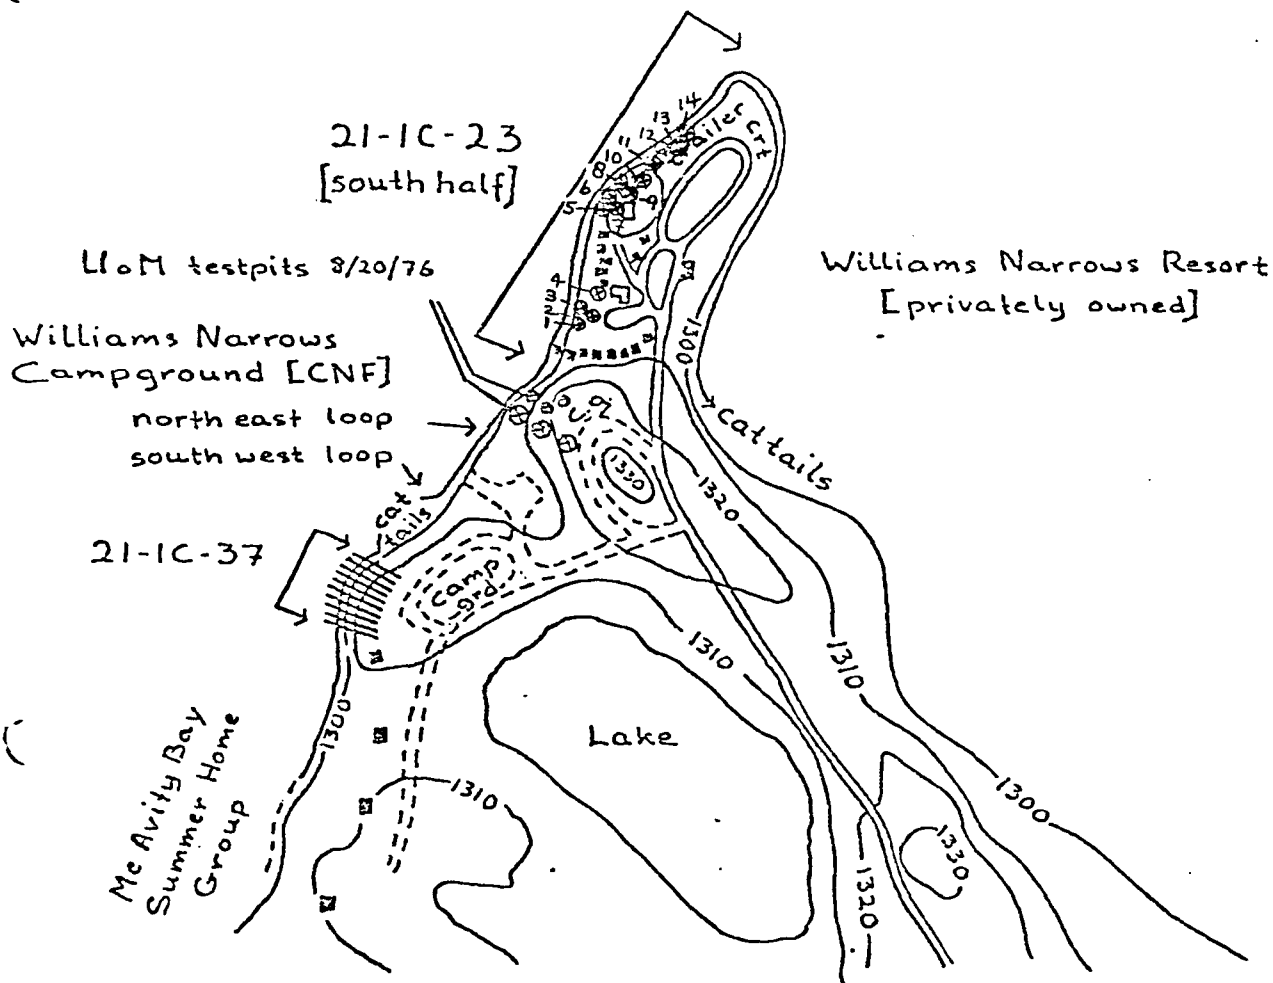 21-1C-23
[south half]
14
13
12
11
10
8
6
5
9
trailer crt
UoM testpits 8/20/76
4
3
2
1
Williams Narrows Resort
[privately owned]
Williams Narrows
Campground [CNF]
north east loop
south west loop
1300
cattails
1330
1320
cat
tails
21-1C-37
camp
grd.
1310
1310
1300
Lake
Mc Avity Bay
Summer Home
Group
1310
1300
1330
1320